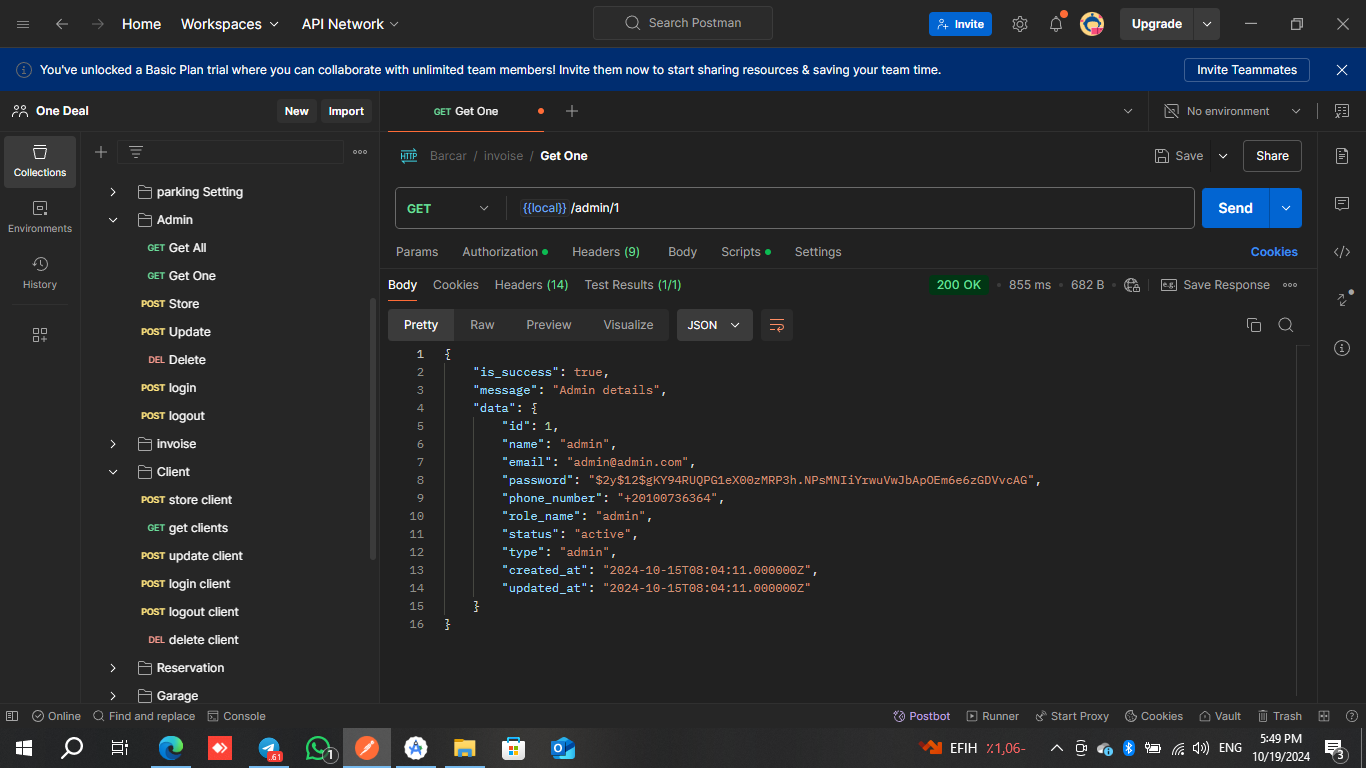 Home Workspaces API Network Search Postman Invite Upgrade
You've unlocked a Basic Plan trial where you can collaborate with unlimited team members! Invite them now to start sharing resources & saving your team time. Invite Teammates
One Deal New Import
GET Get One No environment
Collections
Environments
History
parking Setting
Admin
GET Get All
GET Get One
POST Store
POST Update
DEL Delete
POST login
POST logout
invoise
Client
POST store client
GET get clients
POST update client
POST login client
POST logout client
DEL delete client
Reservation
Garage
HTTP Barcar / invoise / Get One Save Share
GET {{local}} /admin/1 Send
Params Authorization Headers (9) Body Scripts Settings Cookies
Body Cookies Headers (14) Test Results (1/1) 200 OK 855 ms 682 B e.g. Save Response
Pretty Raw Preview Visualize JSON
1 {
2 "is_success": true,
3 "message": "Admin details",
4 "data": {
5 "id": 1,
6 "name": "admin",
7 "email": "admin@admin.com",
8 "password": "$2y$12$gKY94RUQPG1eX00zMRP3h.NPsMNIiYrwuVwJbApOEm6e6zGDVvcAG",
9 "phone_number": "+20100736364",
10 "role_name": "admin",
11 "status": "active",
12 "type": "admin",
13 "created_at": "2024-10-15T08:04:11.000000Z",
14 "updated_at": "2024-10-15T08:04:11.000000Z"
15 }
16 }
Online Find and replace Console Postbot Runner Start Proxy Cookies Vault Trash
.61 1 EFIH ٪1,06- ENG 5:49 PM
10/19/2024 3